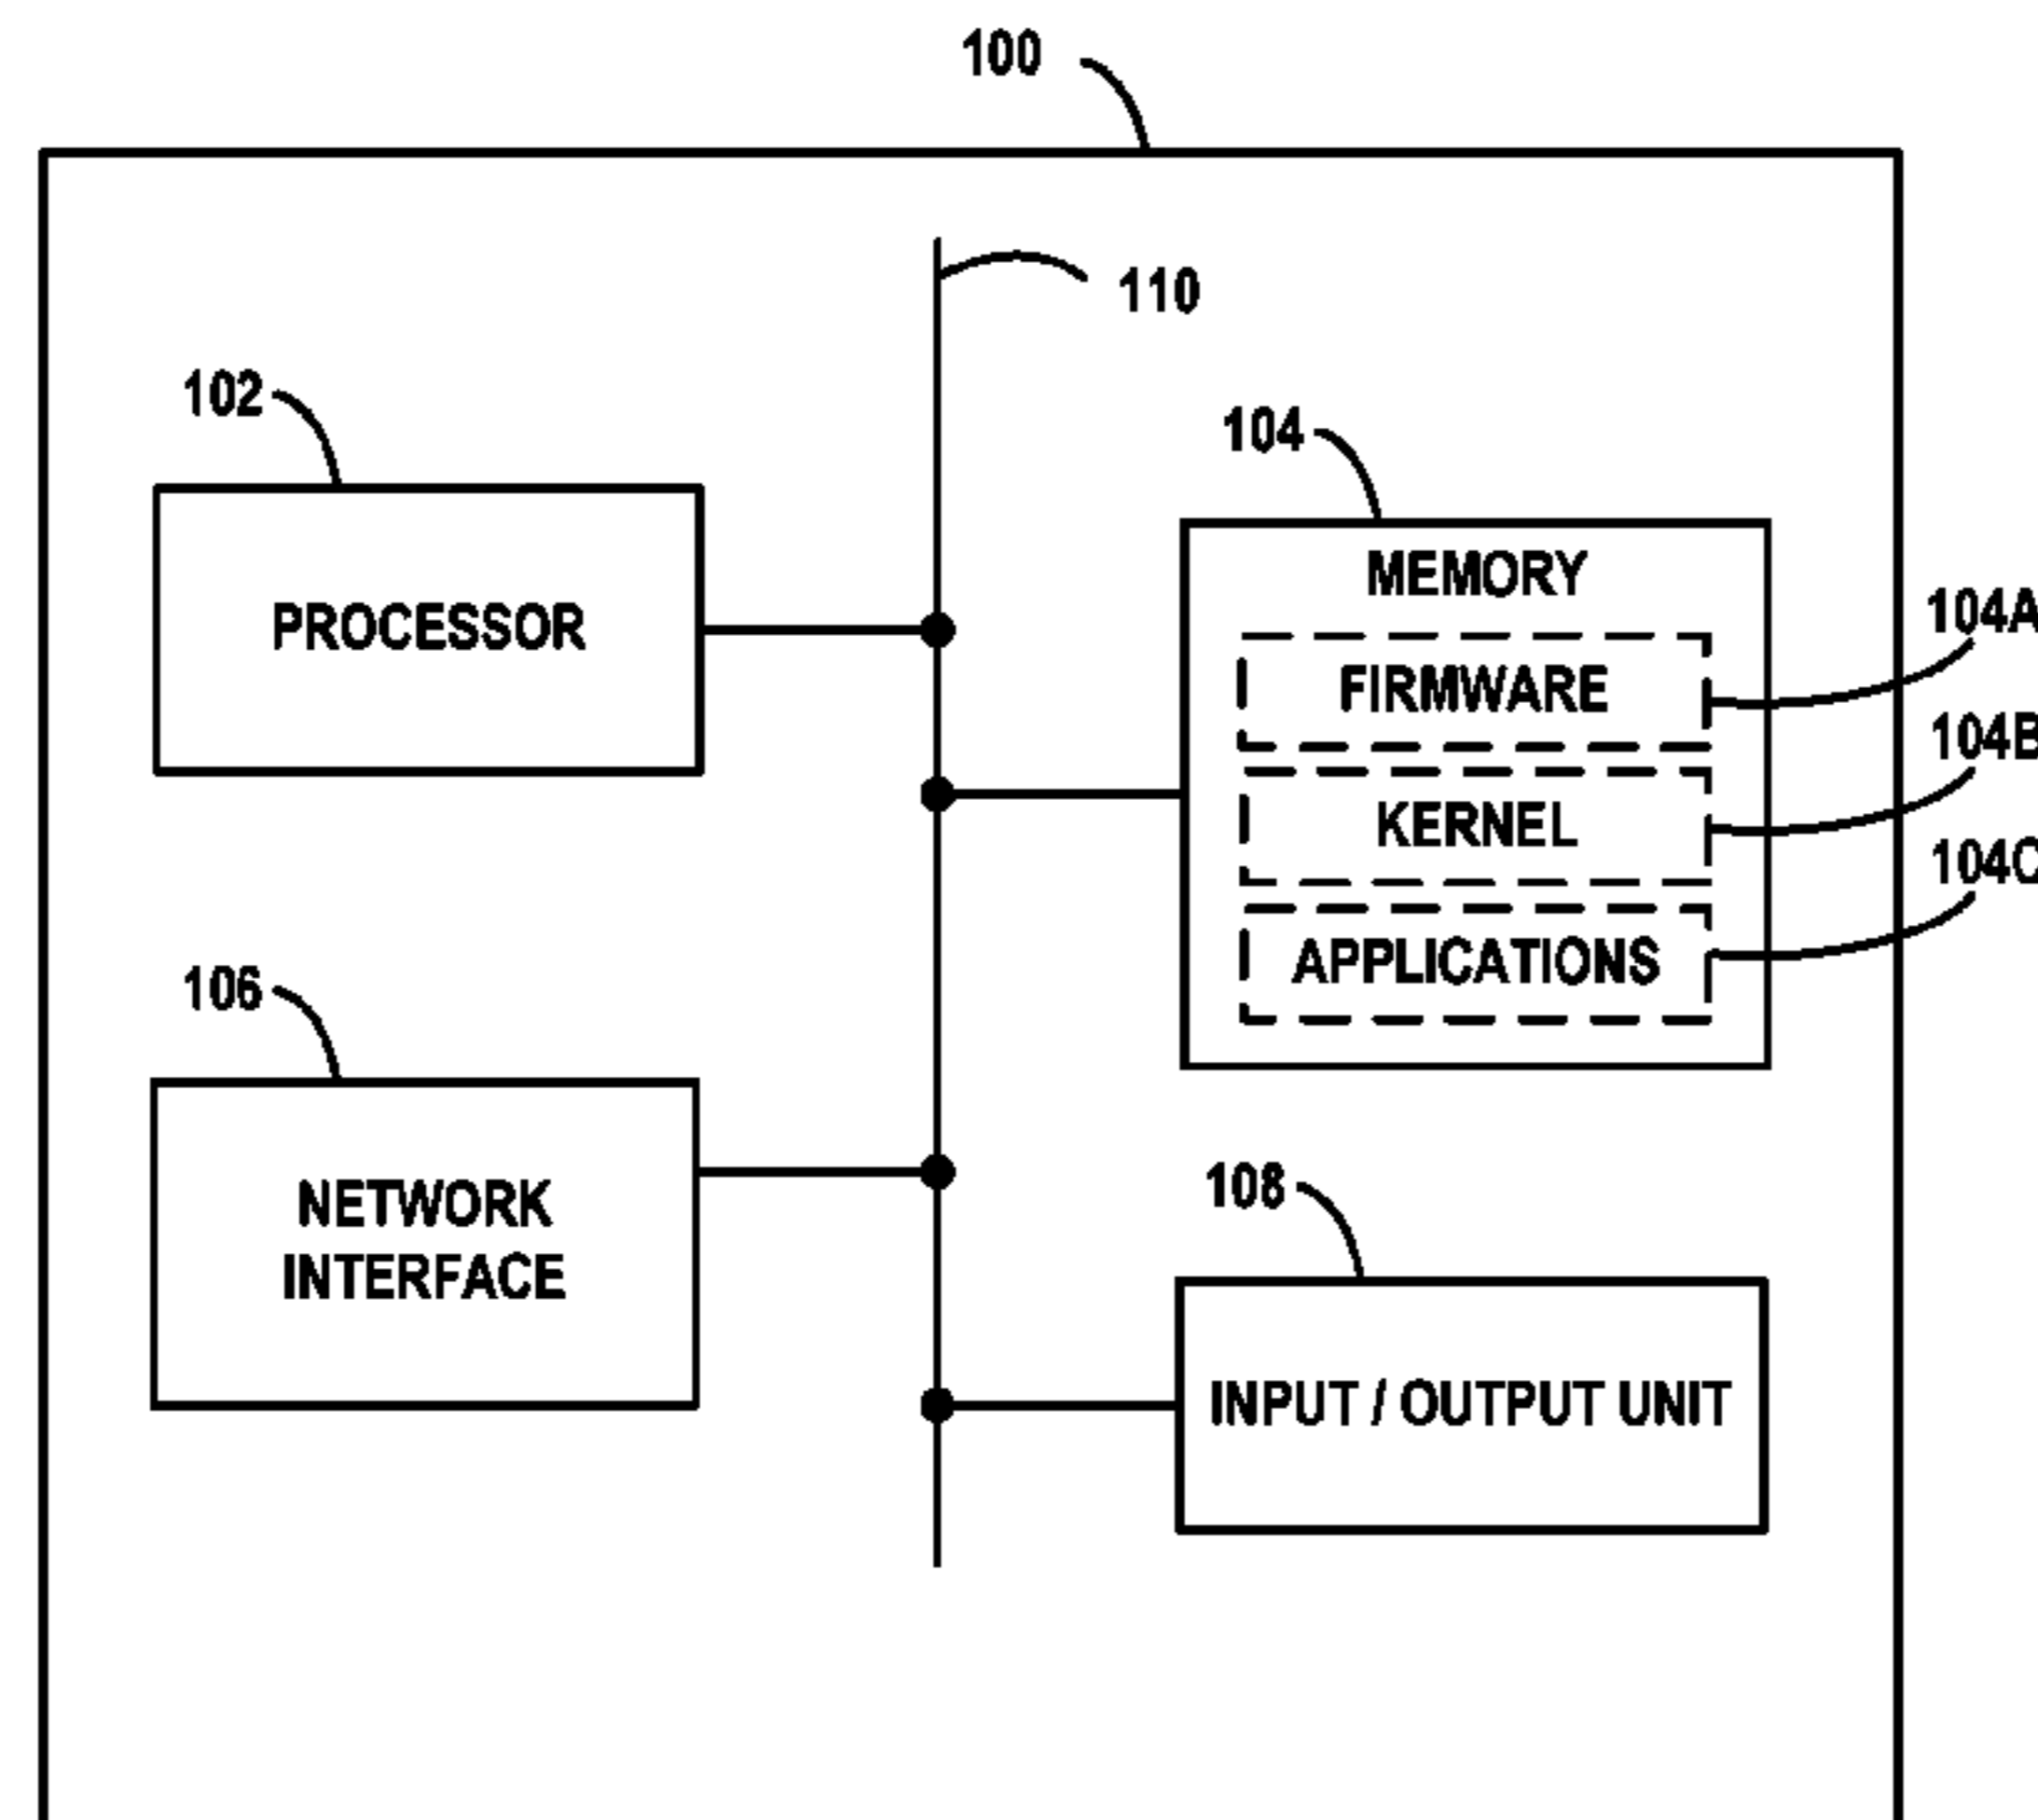 100
110
102
104
PROCESSOR
MEMORY
FIRMWARE
104A
KERNEL
104B
APPLICATIONS
104C
106
NETWORK
INTERFACE
108
INPUT / OUTPUT UNIT